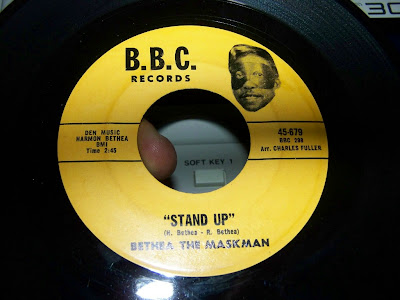 B.B.C.
RECORDS
DEN MUSIC
HARMON BETHEA
BMI
Time 2:45
45-679
BBC 298
Arr. CHARLES FULLER
SOFT KEY 1
"STAND UP"
(H. Bethea - R. Bethea)
BETHEA THE MASKMAN